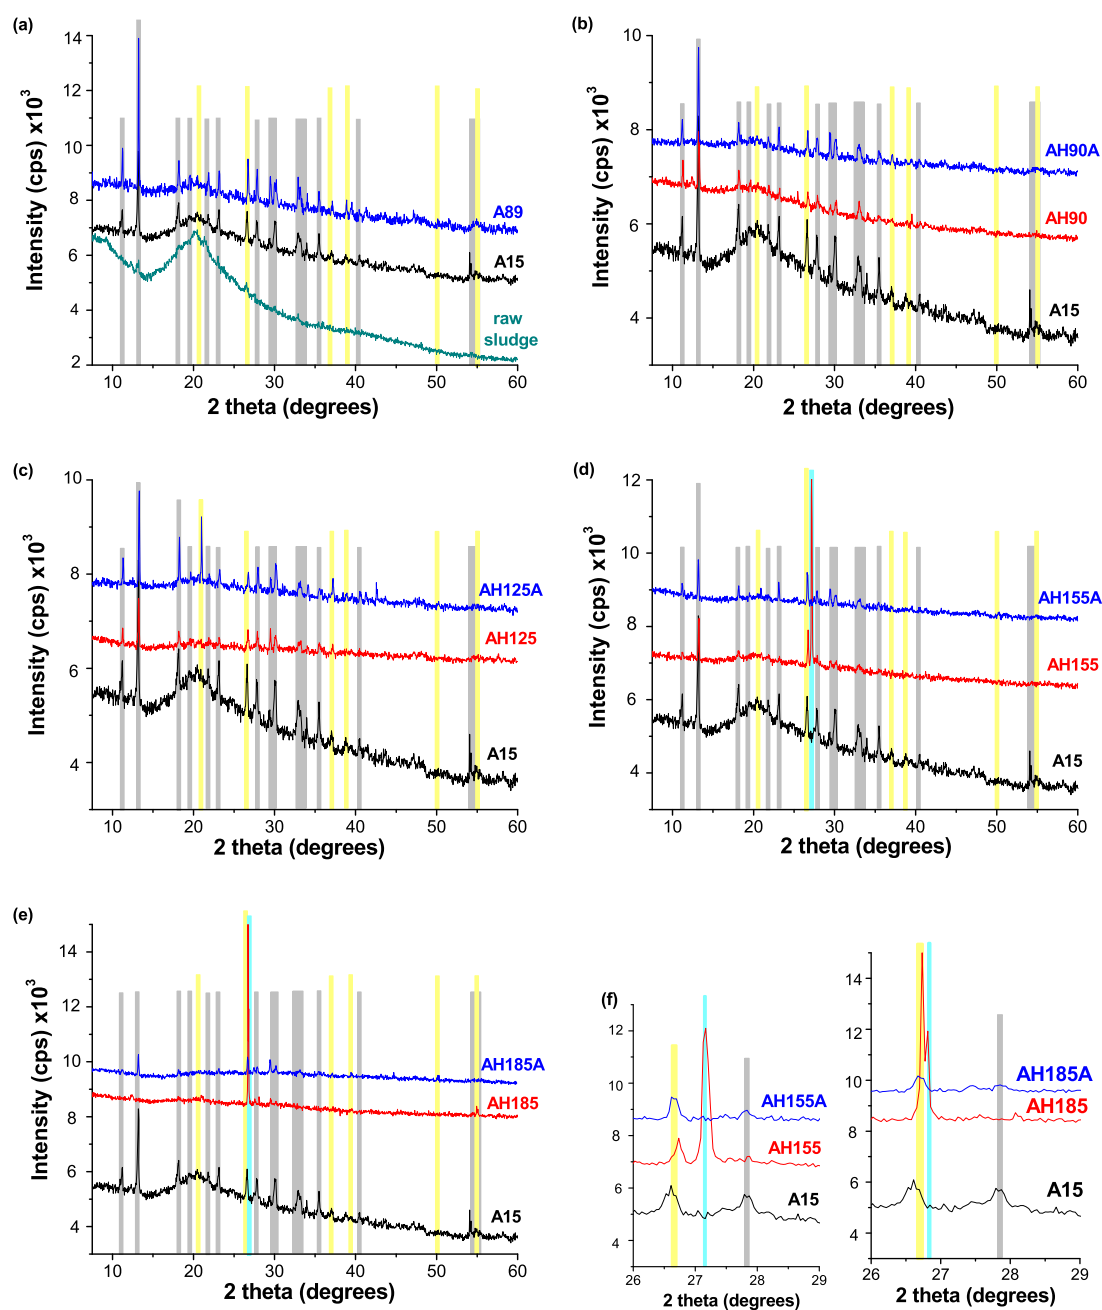 (a)
14
12
10
8
6
4
2
Intensity (cps) x10³
A89
A15
raw
sludge
10 20 30 40 50 60
2 theta (degrees)
(b)
10
8
6
4
Intensity (cps) x10³
AH90A
AH90
A15
10 20 30 40 50 60
2 theta (degrees)
(c)
10
8
6
4
Intensity (cps) x10³
AH125A
AH125
A15
10 20 30 40 50 60
2 theta (degrees)
(d)
12
10
8
6
4
Intensity (cps) x10³
AH155A
AH155
A15
10 20 30 40 50 60
2 theta (degrees)
(e)
14
12
10
8
6
4
Intensity (cps) x10³
AH185A
AH185
A15
10 20 30 40 50 60
2 theta (degrees)
(f)
12
10
8
6
4
AH155A
AH155
A15
26 27 28 29
2 theta (degrees)
14
12
10
8
6
4
AH185A
AH185
A15
26 27 28 29
2 theta (degrees)